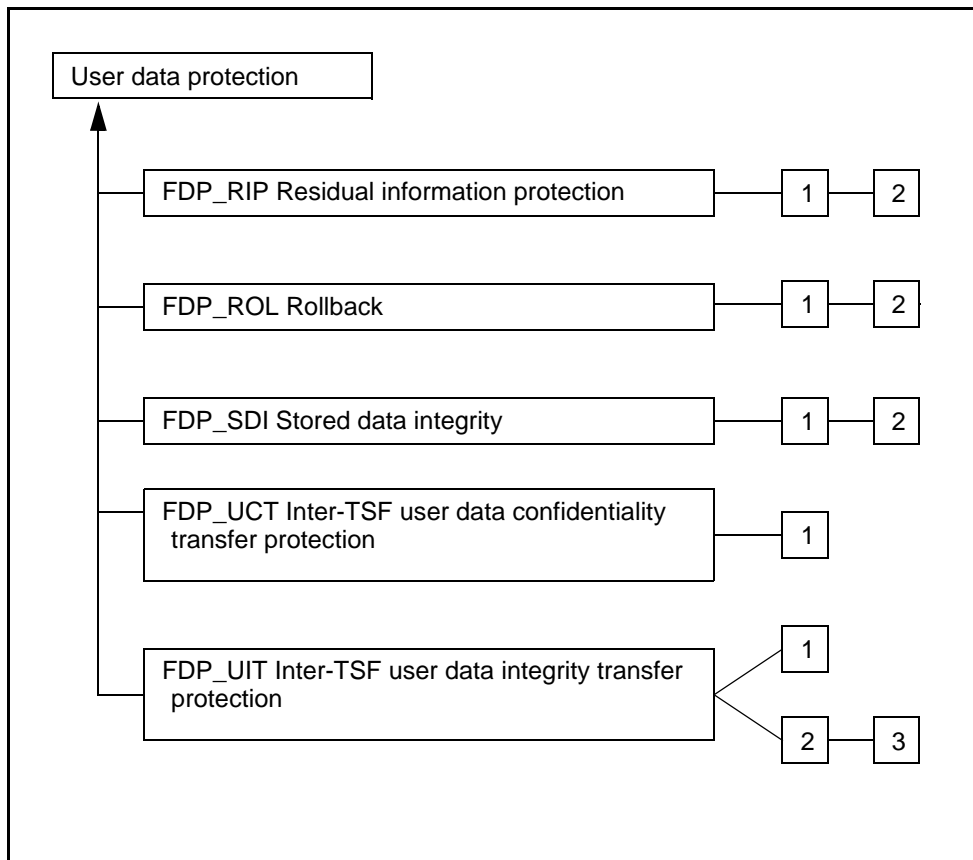 User data protection
FDP_RIP Residual information protection
1
2
FDP_ROL Rollback
1
2
FDP_SDI Stored data integrity
1
2
FDP_UCT Inter-TSF user data confidentiality
transfer protection
1
FDP_UIT Inter-TSF user data integrity transfer
protection
1
2
3